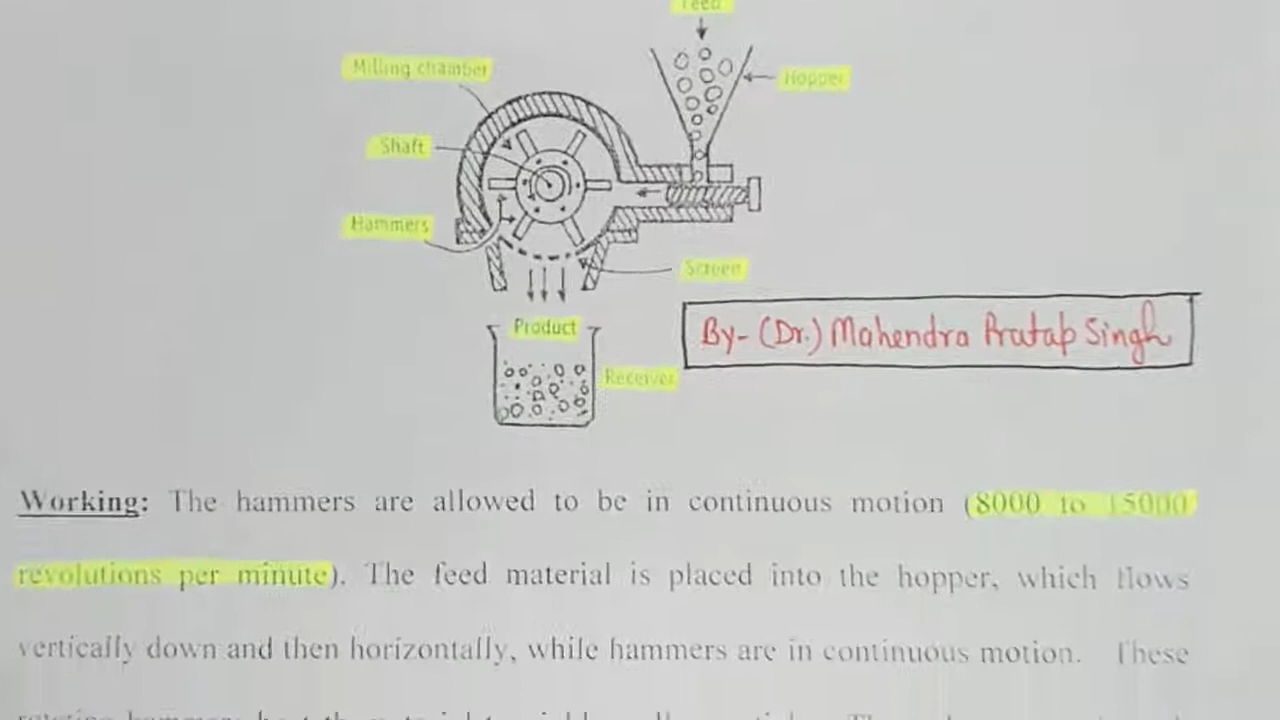 Feed
Milling chamber
Hopper
Shaft
Hammers
Screen
Product
By- (Dr.) Mahendra Pratap Singh
Receiver
Working: The hammers are allowed to be in continuous motion (8000 to 15000
revolutions per minute). The feed material is placed into the hopper, which flows
vertically down and then horizontally, while hammers are in continuous motion. These